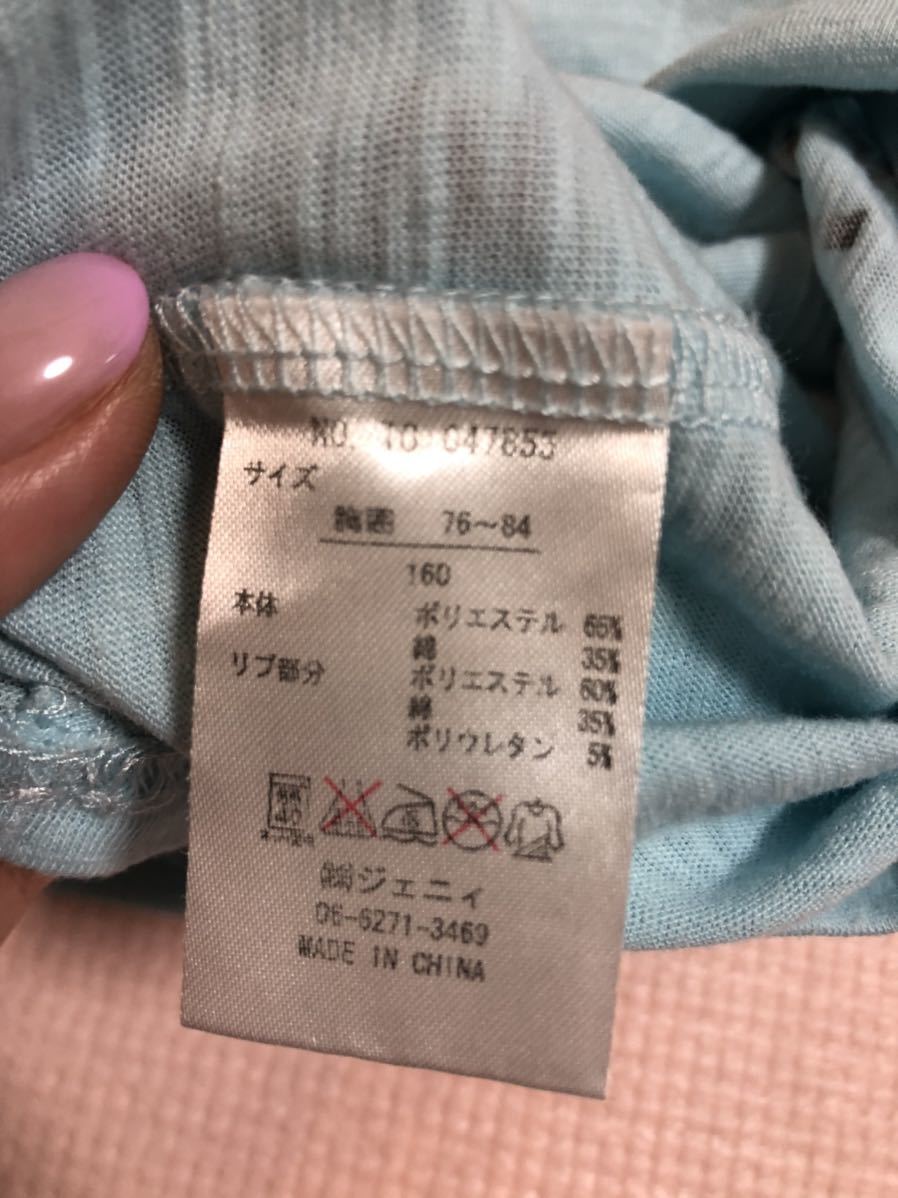 NO. 10 047855
サイズ
胸囲 76～84
160
本体 ポリエステル 65%
綿 35%
リブ部分 ポリエステル 60%
綿 35%
ポリウレタン 5%
40
㈱ジェニィ
06-6271-3469
MADE IN CHINA